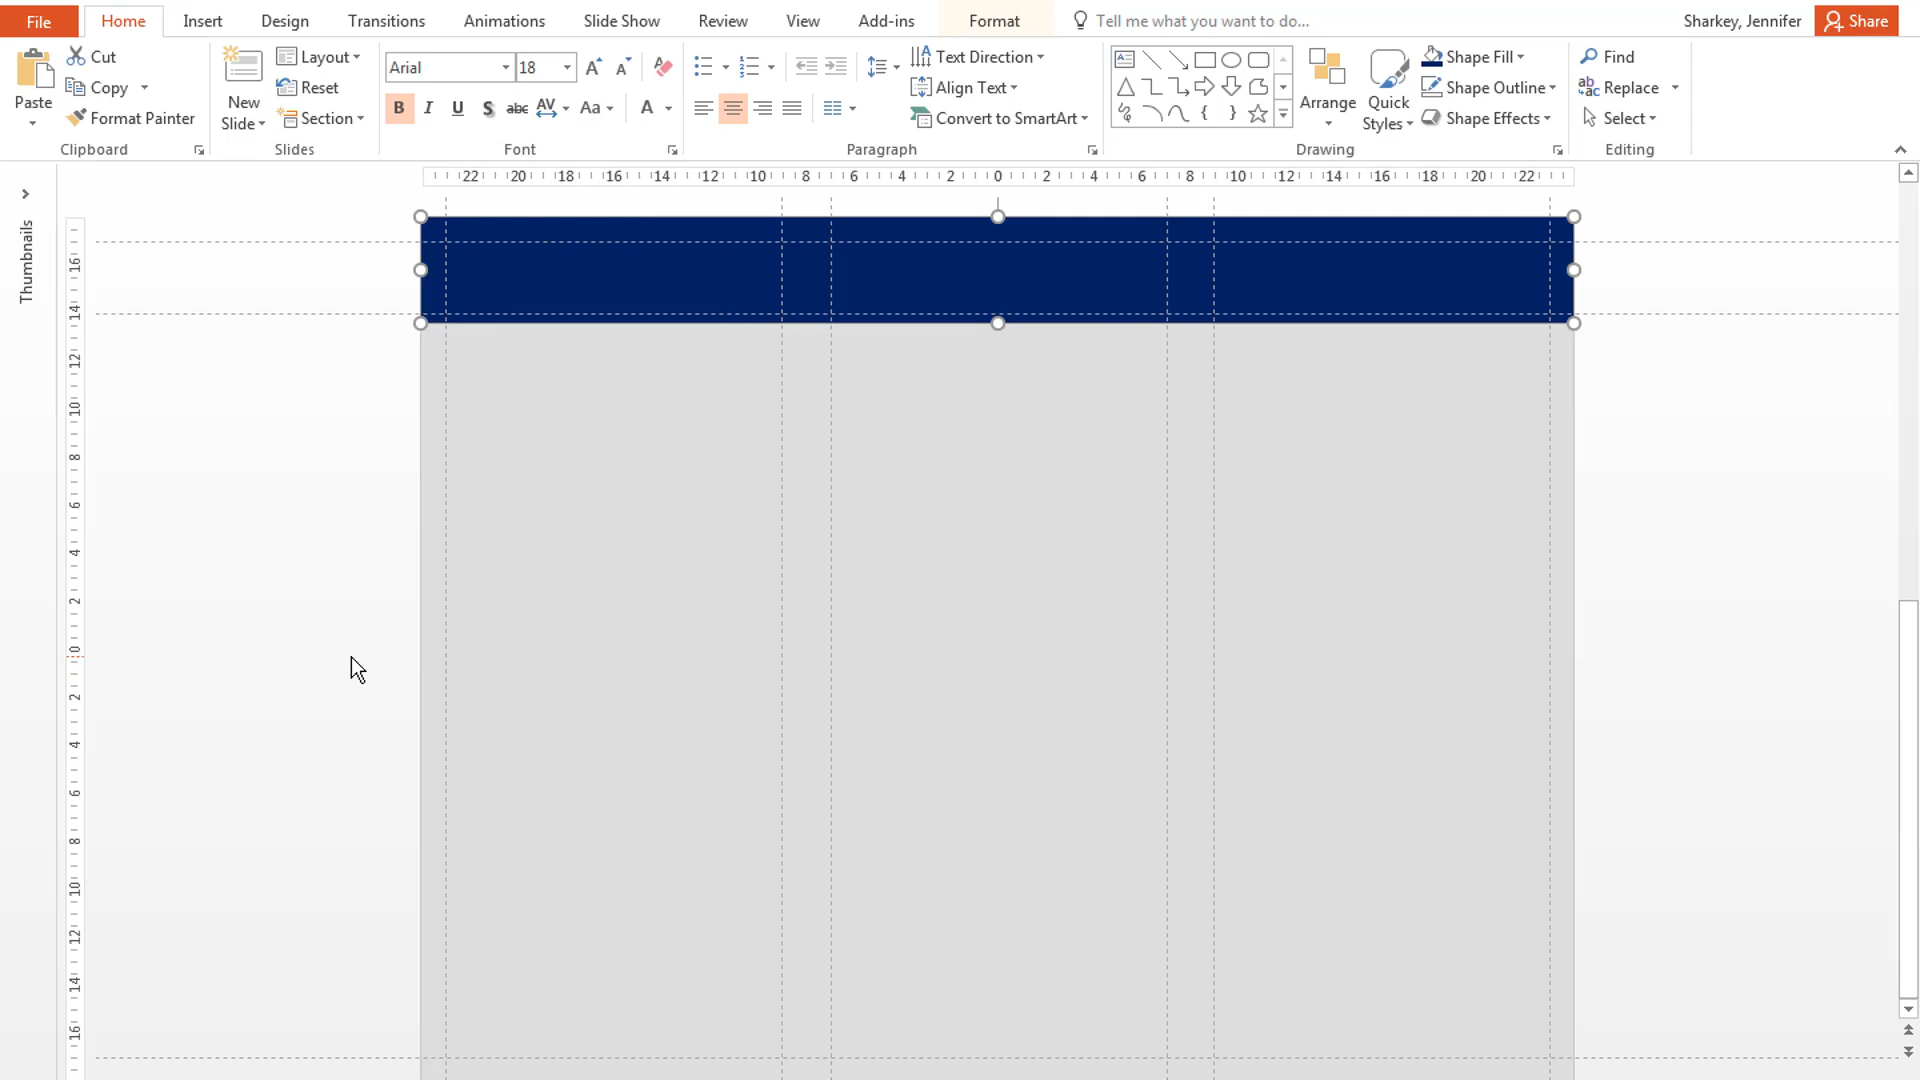 File Home Insert Design Transitions Animations Slide Show Review View Add-ins Format Tell me what you want to do... Sharkey, Jennifer Share
Paste
Cut
Copy
Format Painter
Clipboard
New
Slide
Layout
Reset
Section
Slides
Arial 18
B I U S abc AV Aa A
Font
Text Direction
Align Text
Convert to SmartArt
Paragraph
Arrange
Quick
Styles
Shape Fill
Shape Outline
Shape Effects
Drawing
Find
Replace
Select
Editing
Thumbnails
22 20 18 16 14 12 10 8 6 4 2 0 2 4 6 8 10 12 14 16 18 20 22
16
14
12
10
8
6
4
2
0
2
4
6
8
10
12
14
16